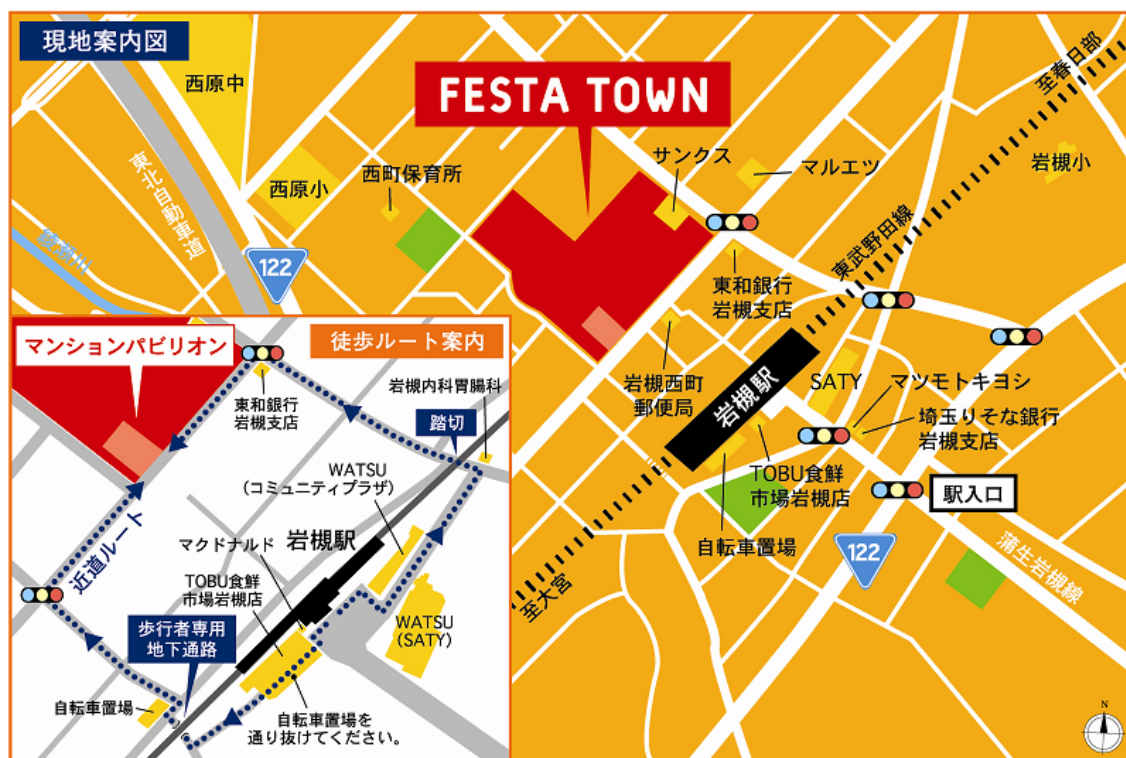 現地案内図
西原中
FESTA TOWN
至春日部
東北自動車道
西原小
西町保育所
サンクス
マルエツ
岩槻小
綾瀬川
122
東武野田線
東和銀行
岩槻支店
岩槻西町
郵便局
岩槻駅
SATY
マツモトキヨシ
埼玉りそな銀行
岩槻支店
TOBU食鮮
市場岩槻店
駅入口
自転車置場
122
蒲生岩槻線
至大宮
N
マンションパビリオン
徒歩ルート案内
東和銀行
岩槻支店
岩槻内科胃腸科
踏切
WATSU
(コミュニティプラザ)
近道ルート
マクドナルド
岩槻駅
TOBU食鮮
市場岩槻店
WATSU
(SATY)
歩行者専用
地下通路
自転車置場
自転車置場を
通り抜けてください。